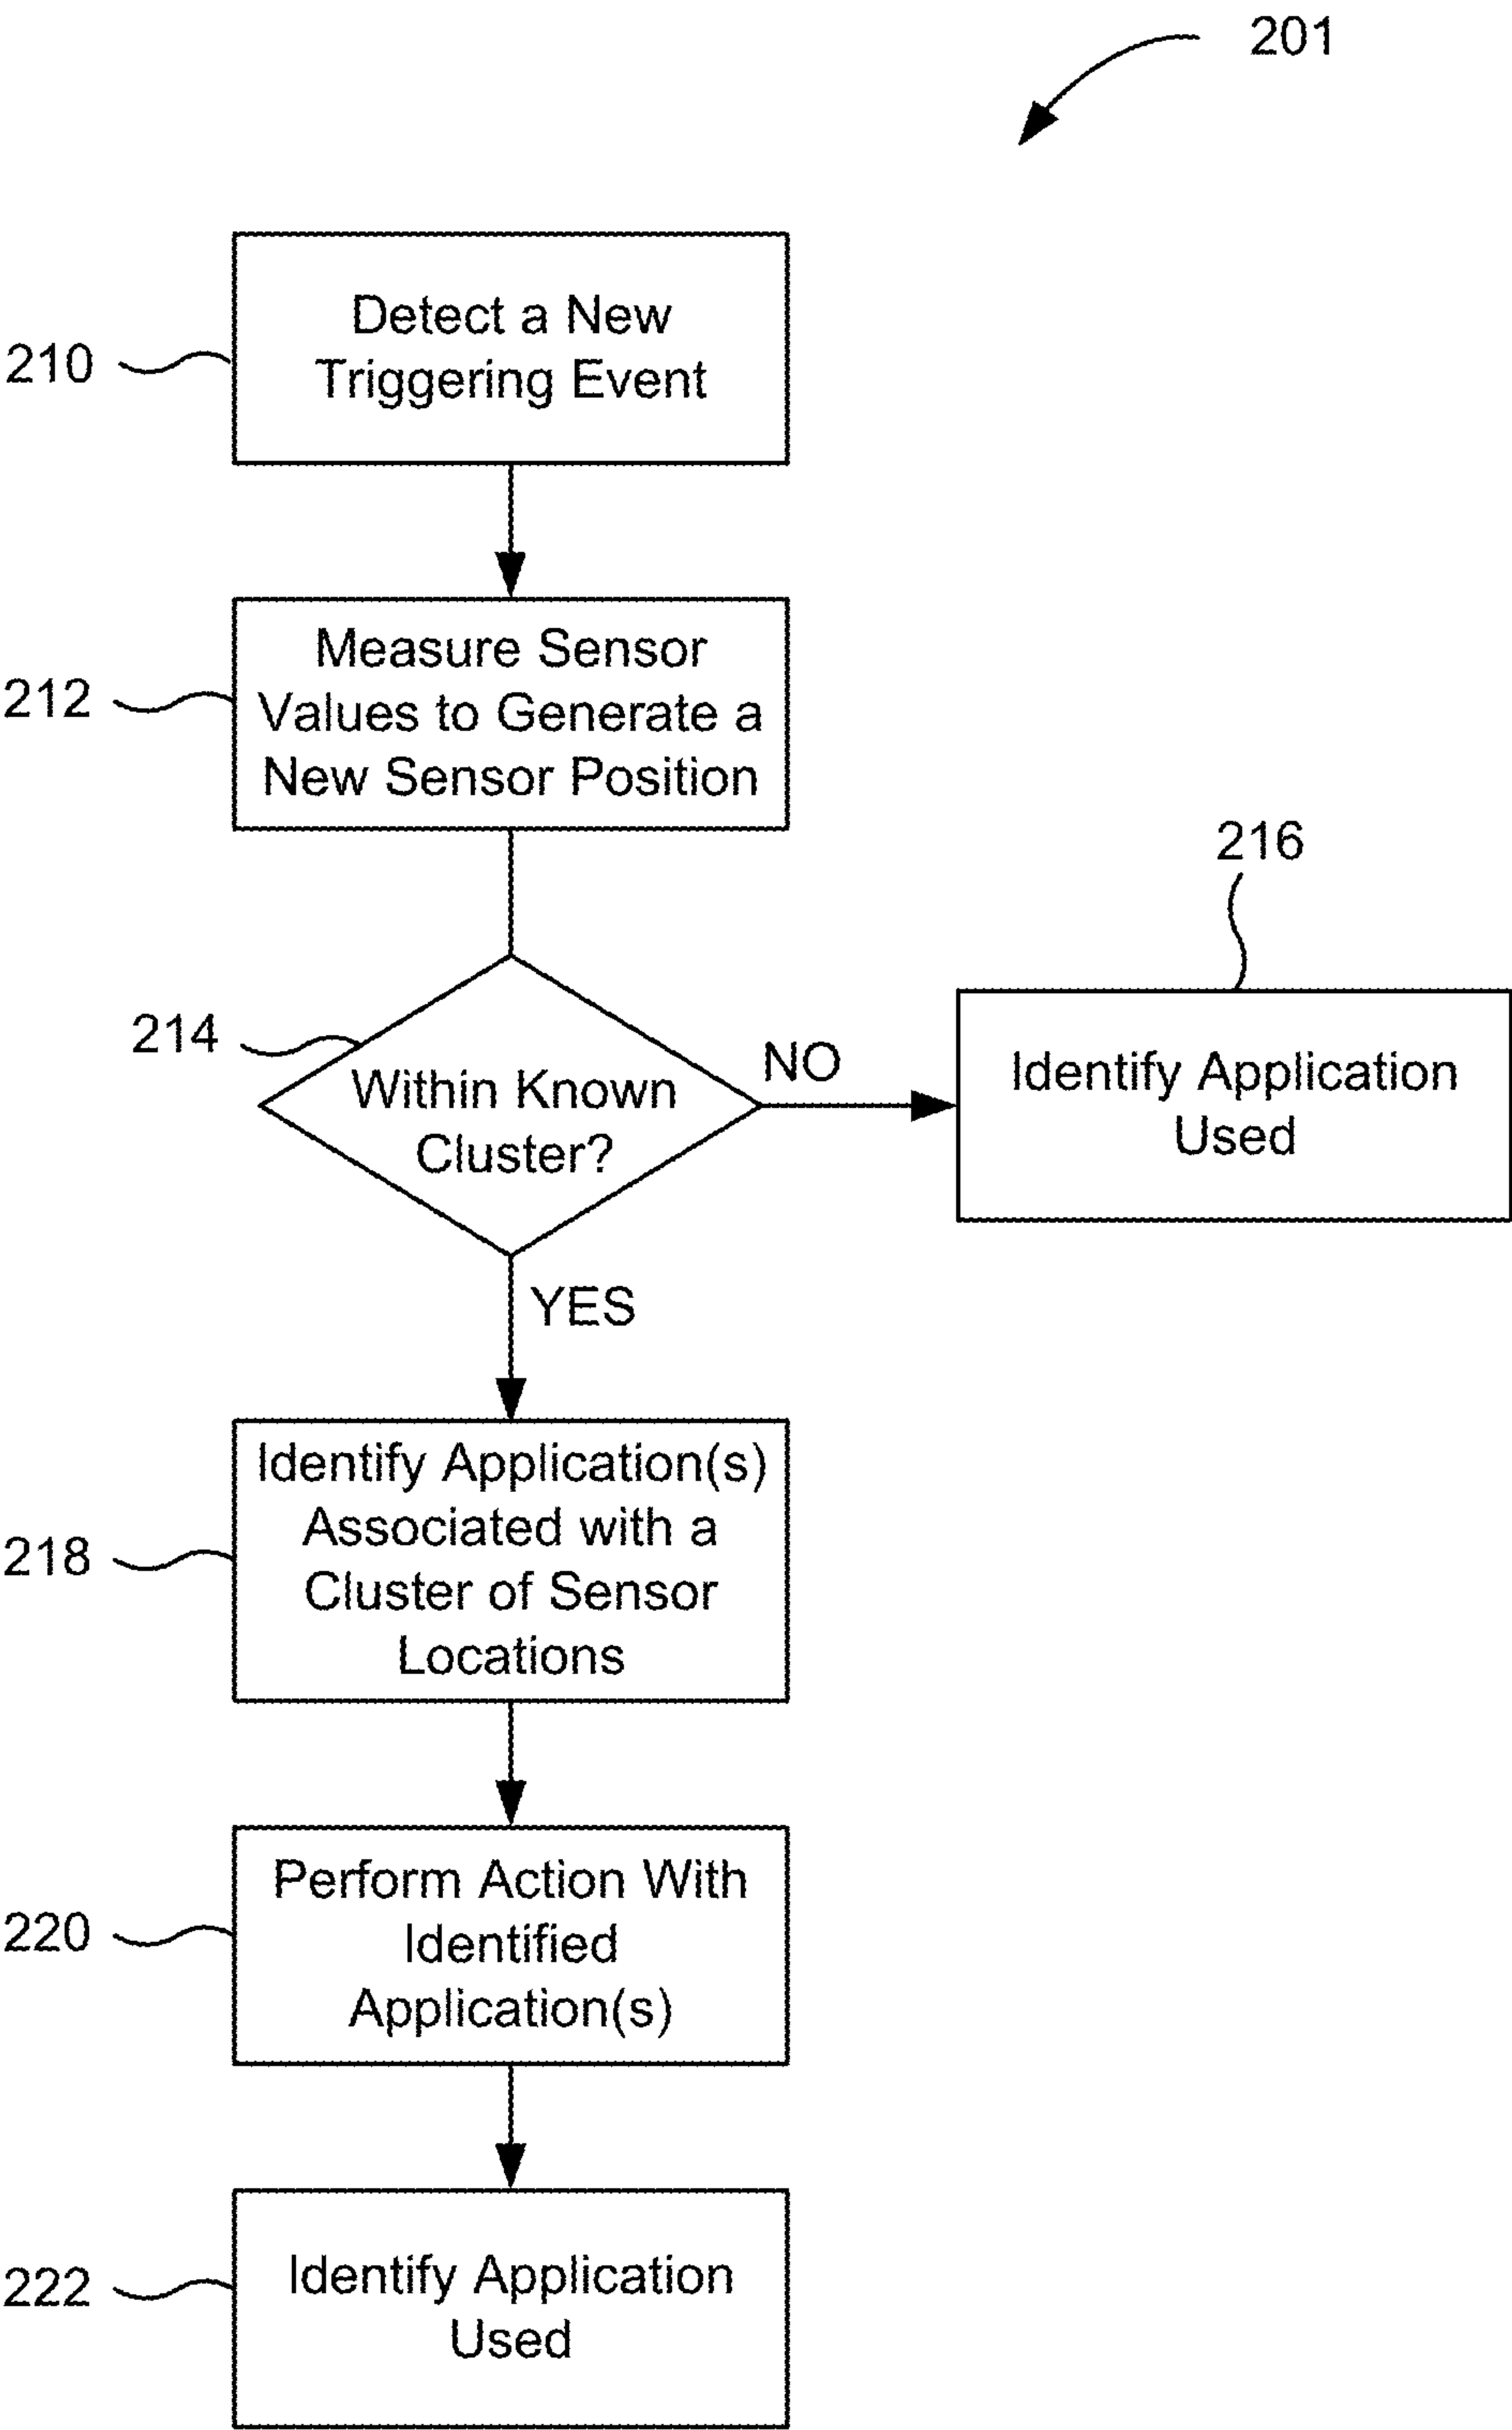 201
Detect a New
Triggering Event
210
Measure Sensor
Values to Generate a
New Sensor Position
212
216
214
Within Known
Cluster?
NO
Identify Application
Used
YES
Identify Application(s)
Associated with a
Cluster of Sensor
Locations
218
Perform Action With
Identified
Application(s)
220
Identify Application
Used
222